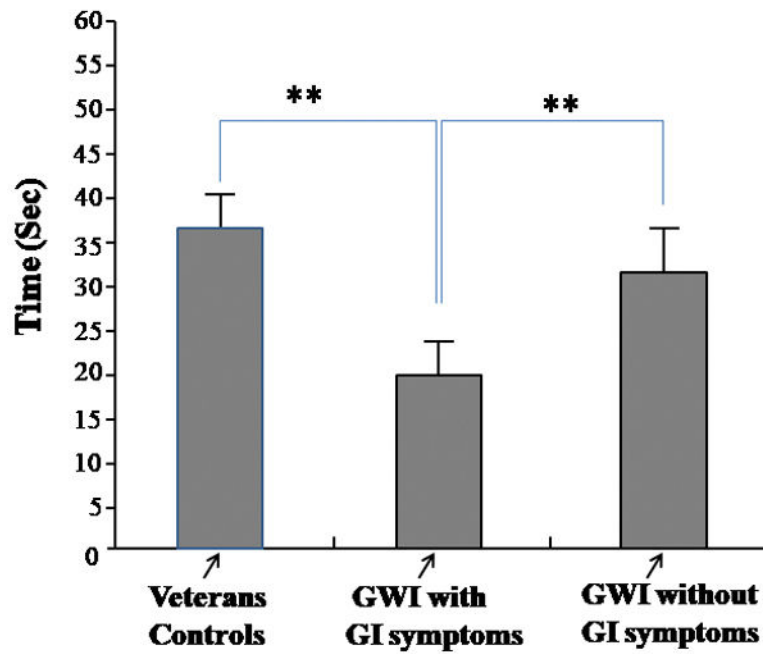 60
55
50
45
40
35
30
25
20
15
10
5
0
Time (Sec)
**
**
Veterans
Controls
GWI with
GI symptoms
GWI without
GI symptoms